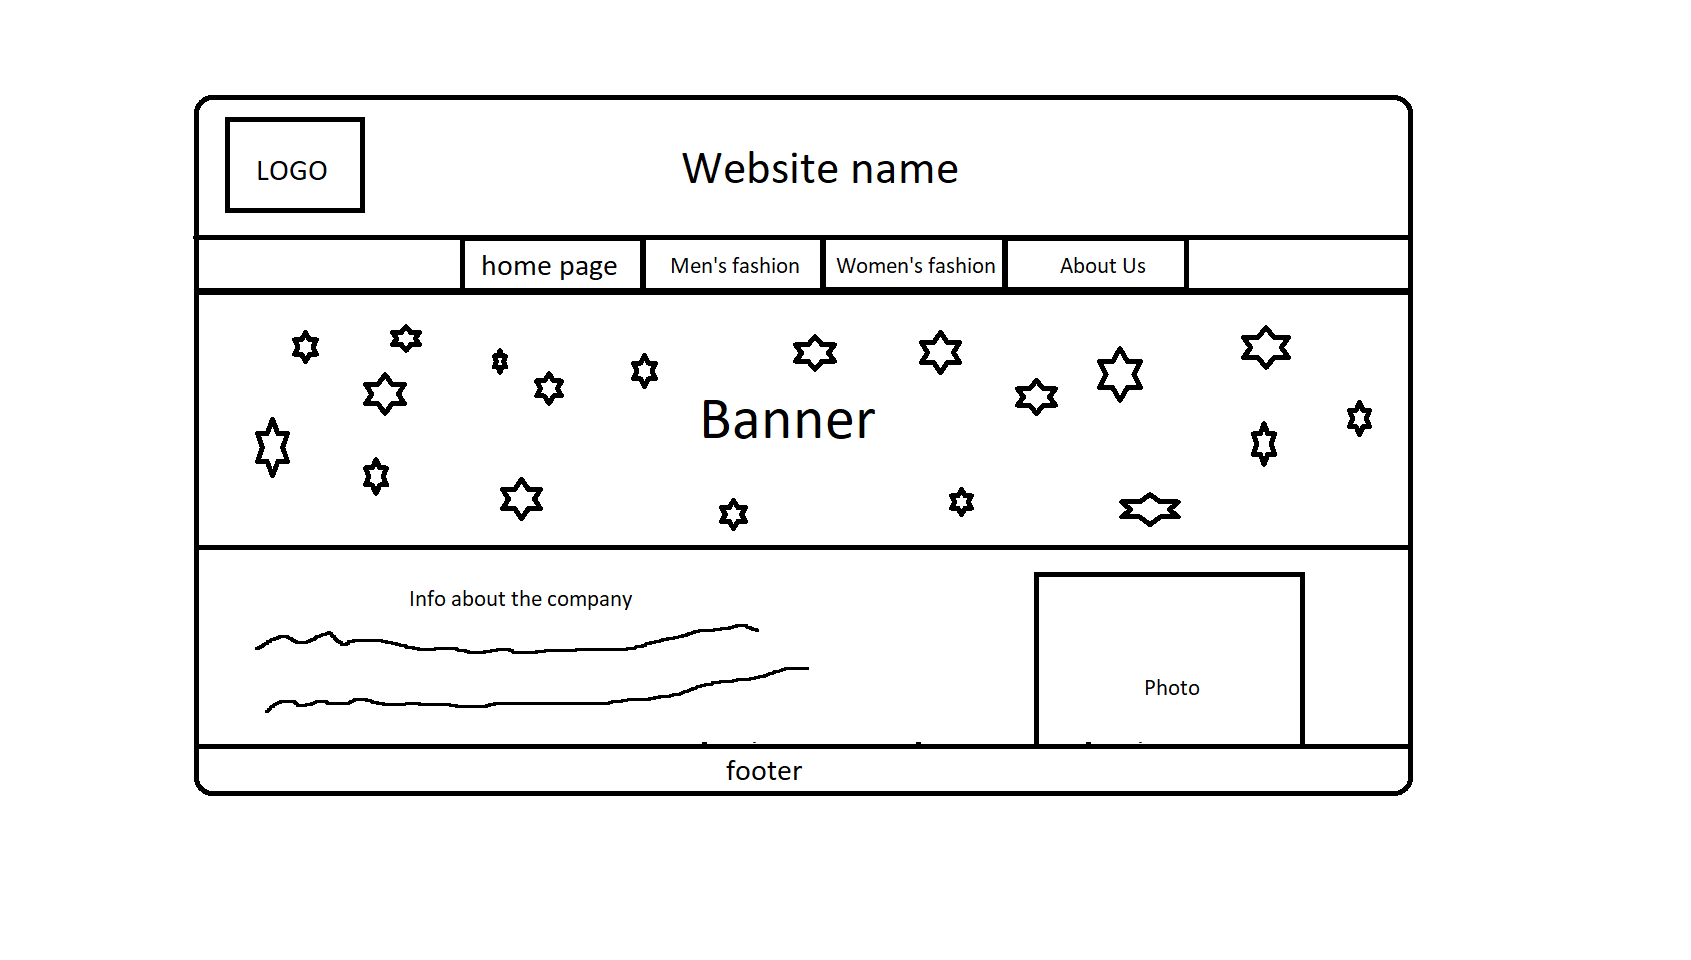 LOGO
Website name
home page
Men's fashion
Women's fashion
About Us
Banner
Info about the company
Photo
footer